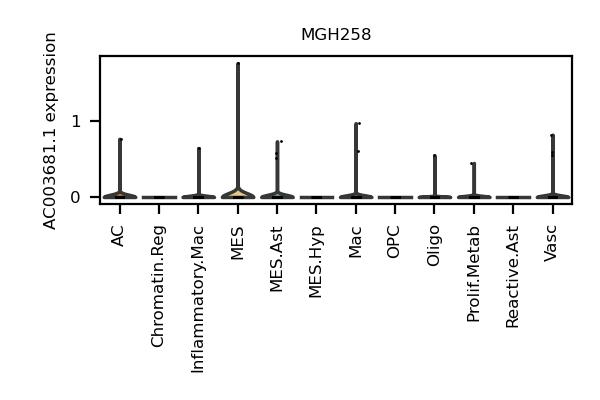 MGH258
AC003681.1 expression
1
0
AC
Chromatin.Reg
Inflammatory.Mac
MES
MES.Ast
MES.Hyp
Mac
OPC
Oligo
Prolif.Metab
Reactive.Ast
Vasc